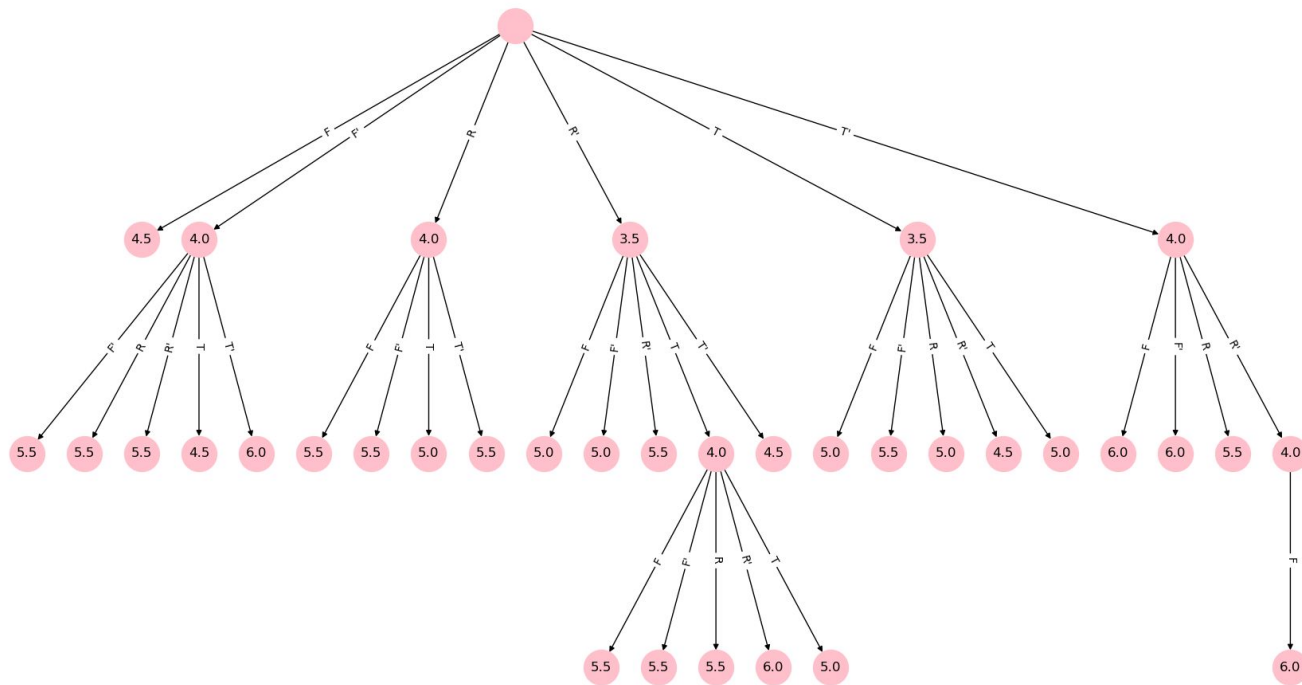 F F' R R' T T'
4.5 4.0 4.0 3.5 3.5 4.0
F' R R' T T' F F' T T' F F' R' T T' F F' R R' T F F' R R'
5.5 5.5 5.5 4.5 6.0 5.5 5.5 5.0 5.5 5.0 5.0 5.5 4.0 4.5 5.0 5.5 5.0 4.5 5.0 6.0 6.0 5.5 4.0
F F' R R' T F
5.5 5.5 5.5 6.0 5.0 6.0